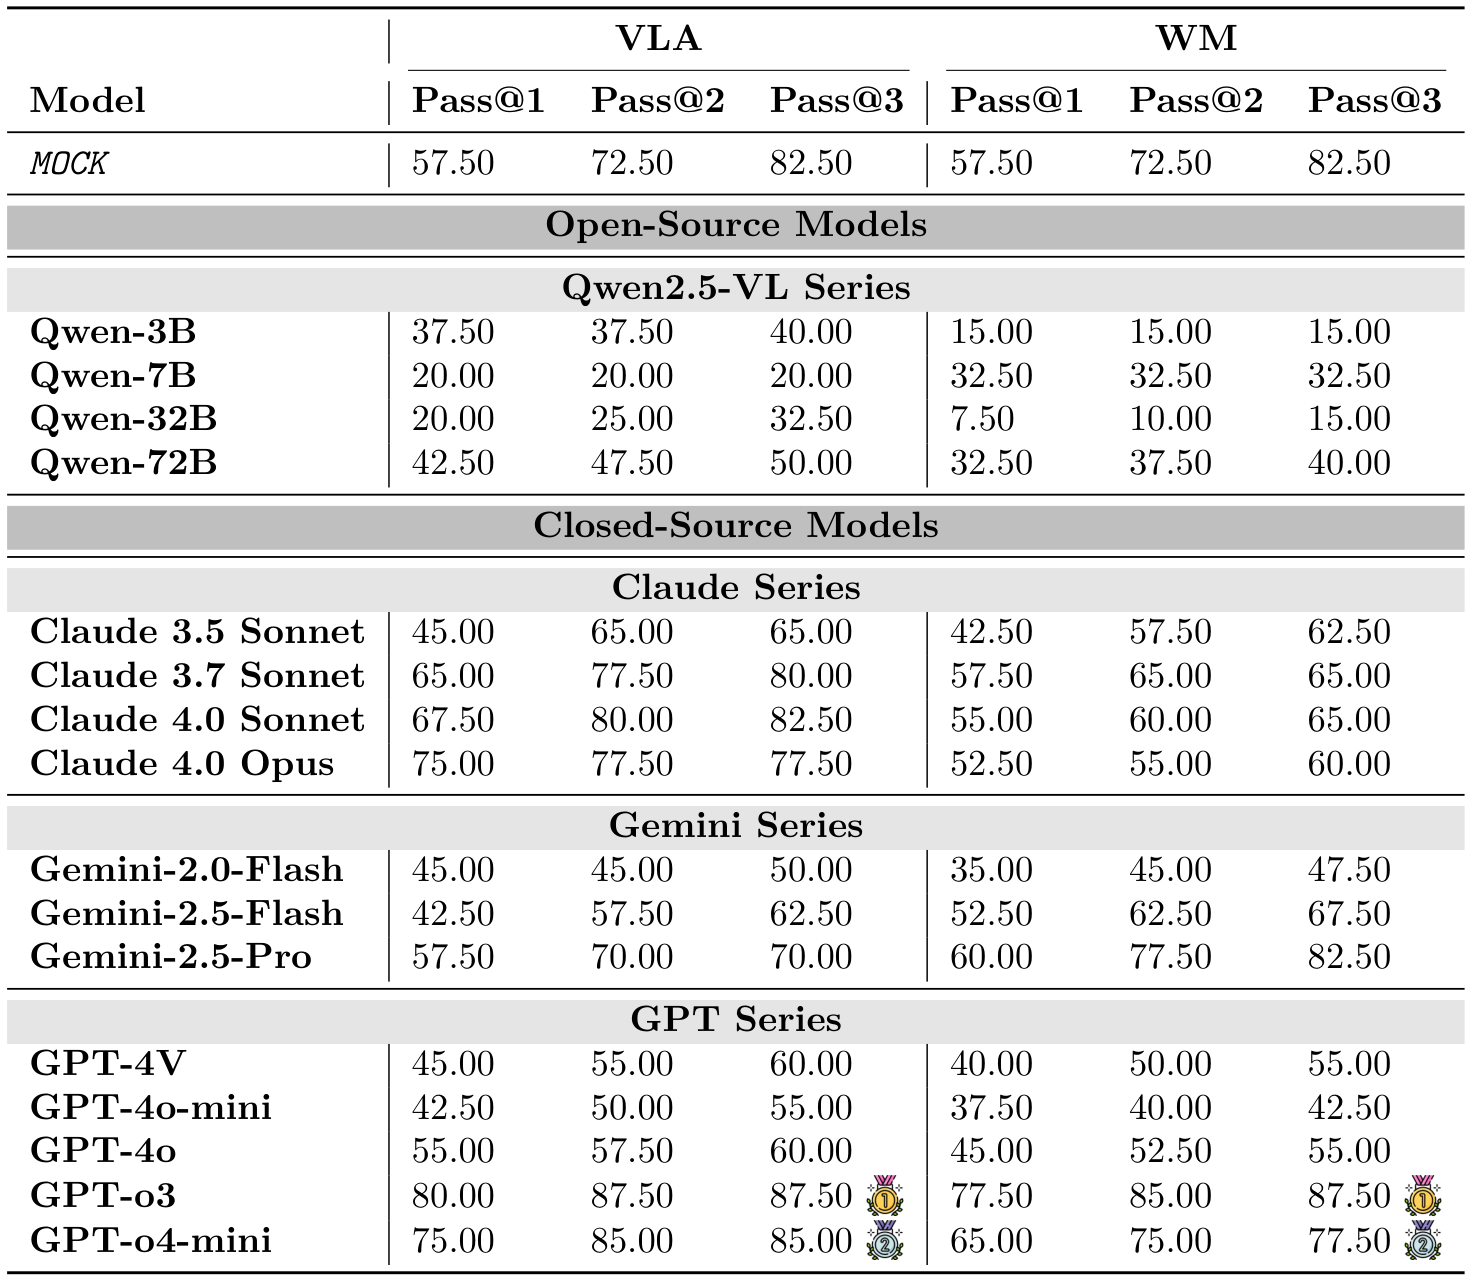 VLA WM
Model Pass@1 Pass@2 Pass@3 Pass@1 Pass@2 Pass@3
MOCK 57.50 72.50 82.50 57.50 72.50 82.50
Open-Source Models
Qwen2.5-VL Series
Qwen-3B 37.50 37.50 40.00 15.00 15.00 15.00
Qwen-7B 20.00 20.00 20.00 32.50 32.50 32.50
Qwen-32B 20.00 25.00 32.50 7.50 10.00 15.00
Qwen-72B 42.50 47.50 50.00 32.50 37.50 40.00
Closed-Source Models
Claude Series
Claude 3.5 Sonnet 45.00 65.00 65.00 42.50 57.50 62.50
Claude 3.7 Sonnet 65.00 77.50 80.00 57.50 65.00 65.00
Claude 4.0 Sonnet 67.50 80.00 82.50 55.00 60.00 65.00
Claude 4.0 Opus 75.00 77.50 77.50 52.50 55.00 60.00
Gemini Series
Gemini-2.0-Flash 45.00 45.00 50.00 35.00 45.00 47.50
Gemini-2.5-Flash 42.50 57.50 62.50 52.50 62.50 67.50
Gemini-2.5-Pro 57.50 70.00 70.00 60.00 77.50 82.50
GPT Series
GPT-4V 45.00 55.00 60.00 40.00 50.00 55.00
GPT-4o-mini 42.50 50.00 55.00 37.50 40.00 42.50
GPT-4o 55.00 57.50 60.00 45.00 52.50 55.00
GPT-o3 80.00 87.50 87.50 1 77.50 85.00 87.50 1
GPT-o4-mini 75.00 85.00 85.00 2 65.00 75.00 77.50 2